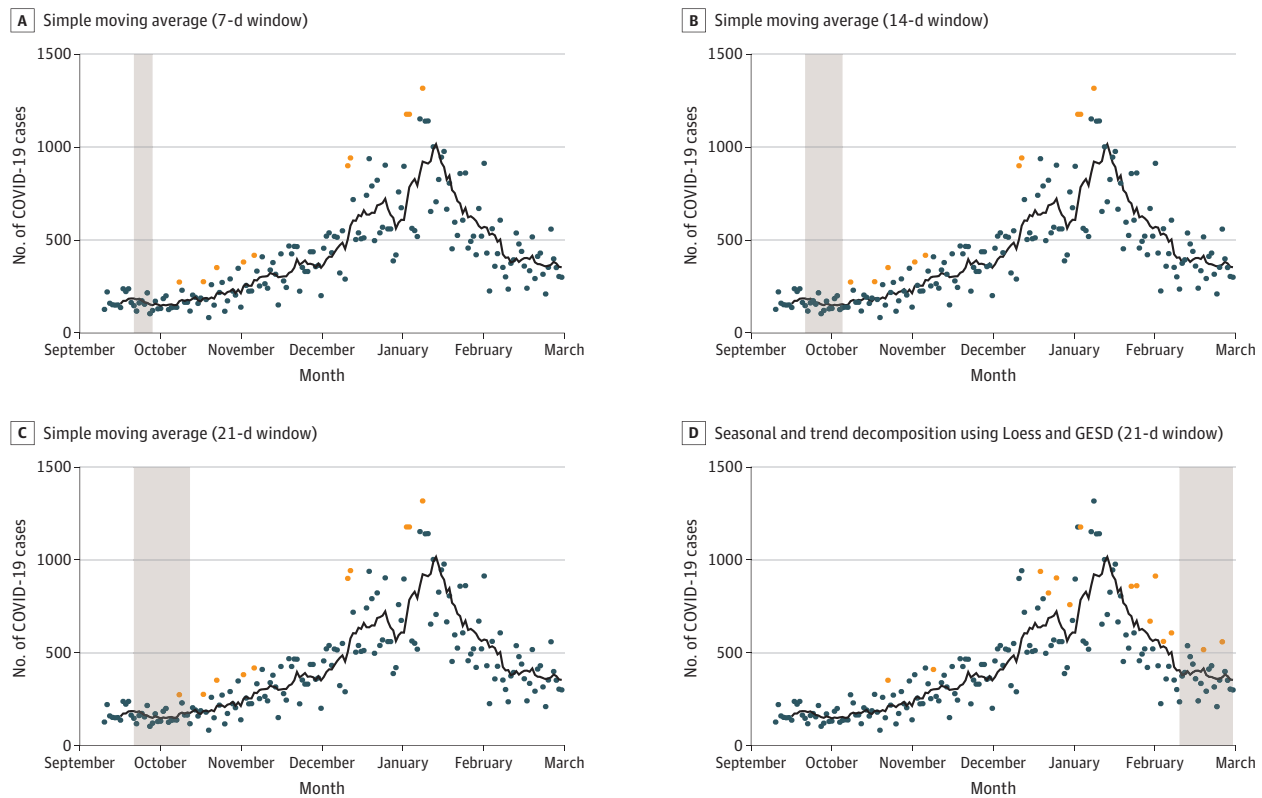 A Simple moving average (7-d window)
1500
1000
500
0
No. of COVID-19 cases
September October November December January February March
Month
B Simple moving average (14-d window)
1500
1000
500
0
No. of COVID-19 cases
September October November December January February March
Month
C Simple moving average (21-d window)
1500
1000
500
0
No. of COVID-19 cases
September October November December January February March
Month
D Seasonal and trend decomposition using Loess and GESD (21-d window)
1500
1000
500
0
No. of COVID-19 cases
September October November December January February March
Month